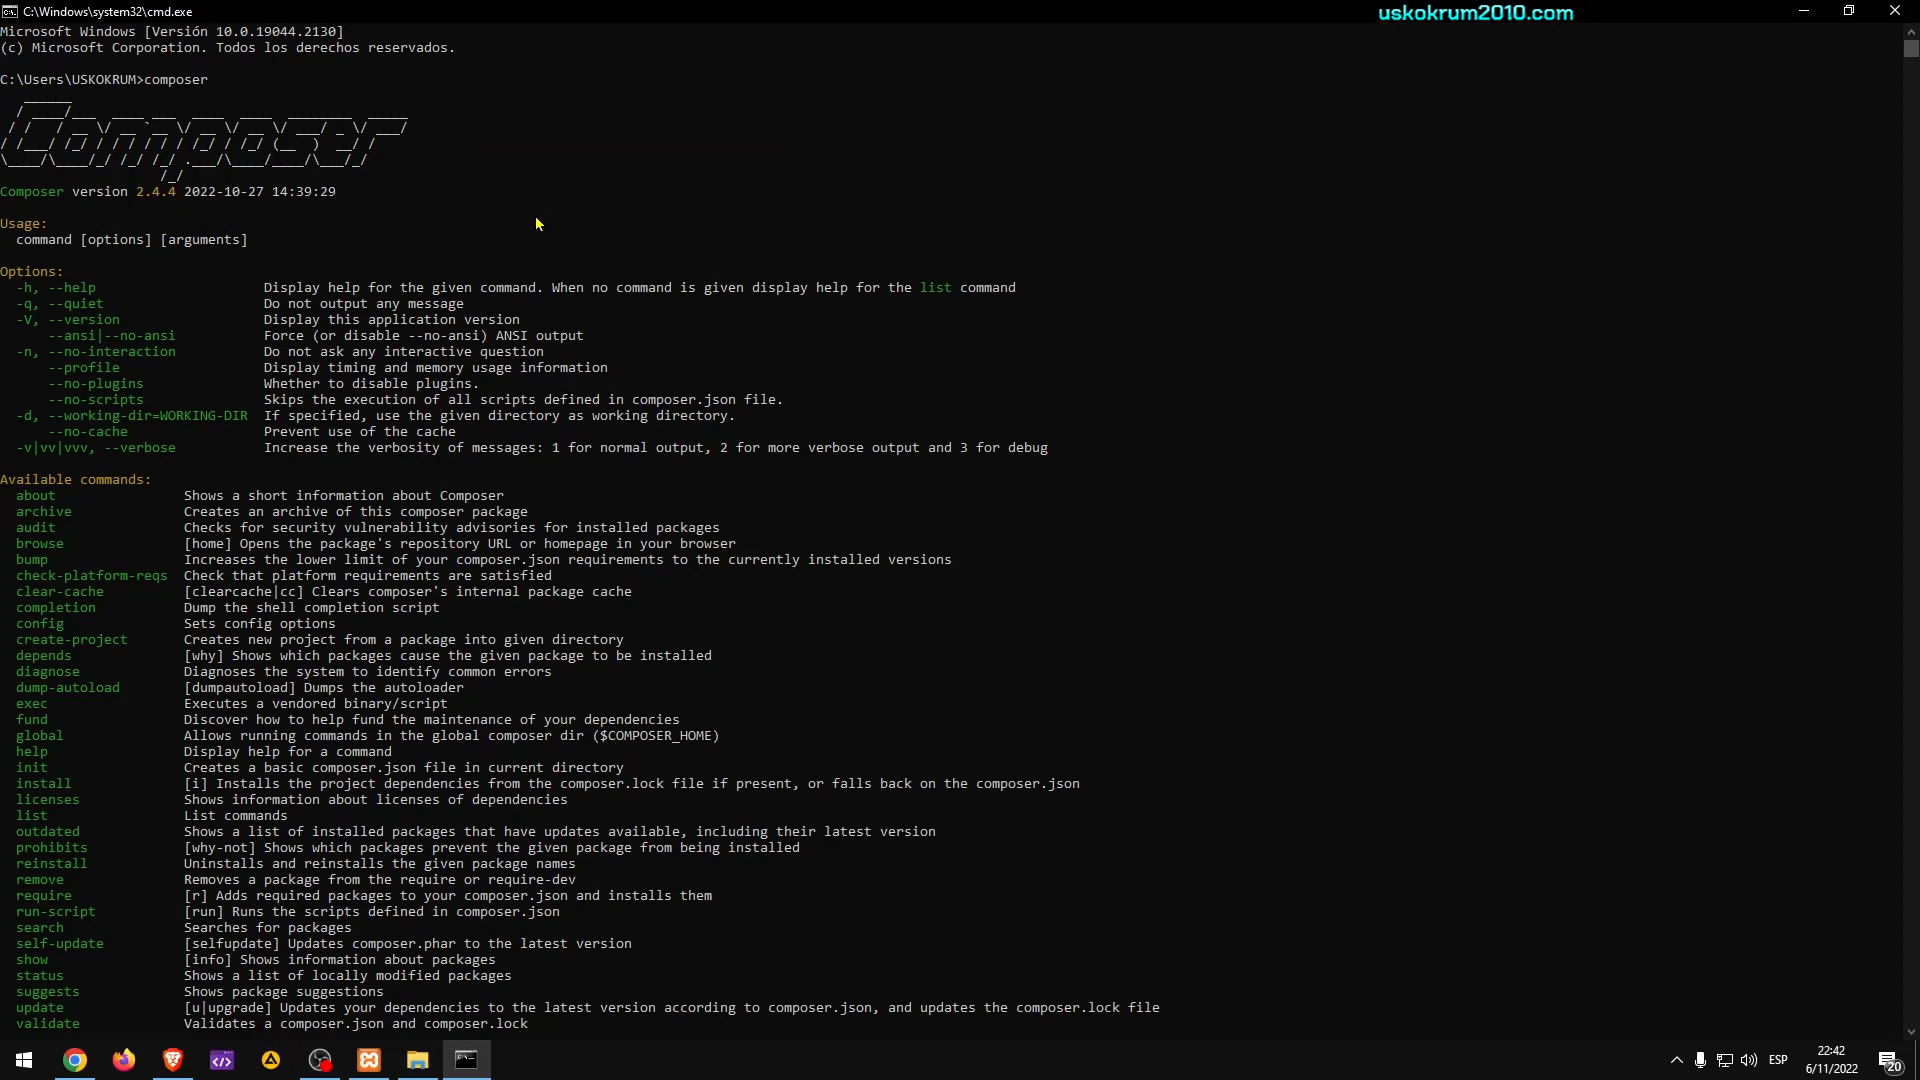 C:\Windows\system32\cmd.exe
uskokrum2010.com
Microsoft Windows [Versión 10.0.19044.2130]
(c) Microsoft Corporation. Todos los derechos reservados.
C:\Users\USKOKRUM>composer
Composer
Composer version 2.4.4 2022-10-27 14:39:29
Usage:
command [options] [arguments]
Options:
-h, --help Display help for the given command. When no command is given display help for the list command
-q, --quiet Do not output any message
-V, --version Display this application version
--ansi|--no-ansi Force (or disable --no-ansi) ANSI output
-n, --no-interaction Do not ask any interactive question
--profile Display timing and memory usage information
--no-plugins Whether to disable plugins.
--no-scripts Skips the execution of all scripts defined in composer.json file.
-d, --working-dir=WORKING-DIR If specified, use the given directory as working directory.
--no-cache Prevent use of the cache
-v|vv|vvv, --verbose Increase the verbosity of messages: 1 for normal output, 2 for more verbose output and 3 for debug
Available commands:
about Shows a short information about Composer
archive Creates an archive of this composer package
audit Checks for security vulnerability advisories for installed packages
browse [home] Opens the package's repository URL or homepage in your browser
bump Increases the lower limit of your composer.json requirements to the currently installed versions
check-platform-reqs Check that platform requirements are satisfied
clear-cache [clearcache|cc] Clears composer's internal package cache
completion Dump the shell completion script
config Sets config options
create-project Creates new project from a package into given directory
depends [why] Shows which packages cause the given package to be installed
diagnose Diagnoses the system to identify common errors
dump-autoload [dumpautoload] Dumps the autoloader
exec Executes a vendored binary/script
fund Discover how to help fund the maintenance of your dependencies
global Allows running commands in the global composer dir ($COMPOSER_HOME)
help Display help for a command
init Creates a basic composer.json file in current directory
install [i] Installs the project dependencies from the composer.lock file if present, or falls back on the composer.json
licenses Shows information about licenses of dependencies
list List commands
outdated Shows a list of installed packages that have updates available, including their latest version
prohibits [why-not] Shows which packages prevent the given package from being installed
reinstall Uninstalls and reinstalls the given package names
remove Removes a package from the require or require-dev
require [r] Adds required packages to your composer.json and installs them
run-script [run] Runs the scripts defined in composer.json
search Searches for packages
self-update [selfupdate] Updates composer.phar to the latest version
show [info] Shows information about packages
status Shows a list of locally modified packages
suggests Shows package suggestions
update [u|upgrade] Updates your dependencies to the latest version according to composer.json, and updates the composer.lock file
validate Validates a composer.json and composer.lock
ESP
22:42
6/11/2022
20